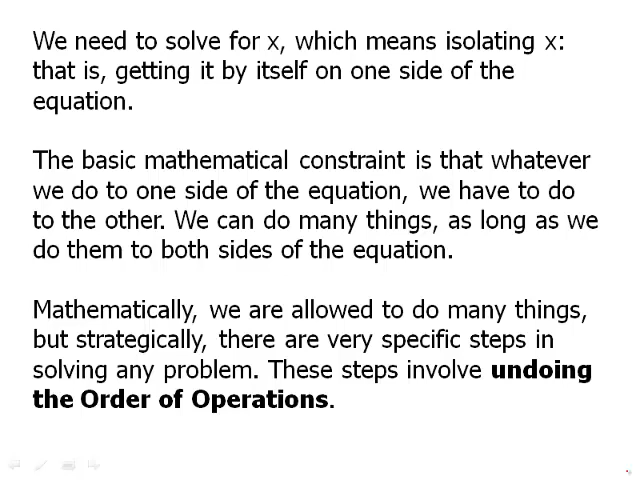 We need to solve for x, which means isolating x:
that is, getting it by itself on one side of the
equation.
The basic mathematical constraint is that whatever
we do to one side of the equation, we have to do
to the other. We can do many things, as long as we
do them to both sides of the equation.
Mathematically, we are allowed to do many things,
but strategically, there are very specific steps in
solving any problem. These steps involve undoing
the Order of Operations.